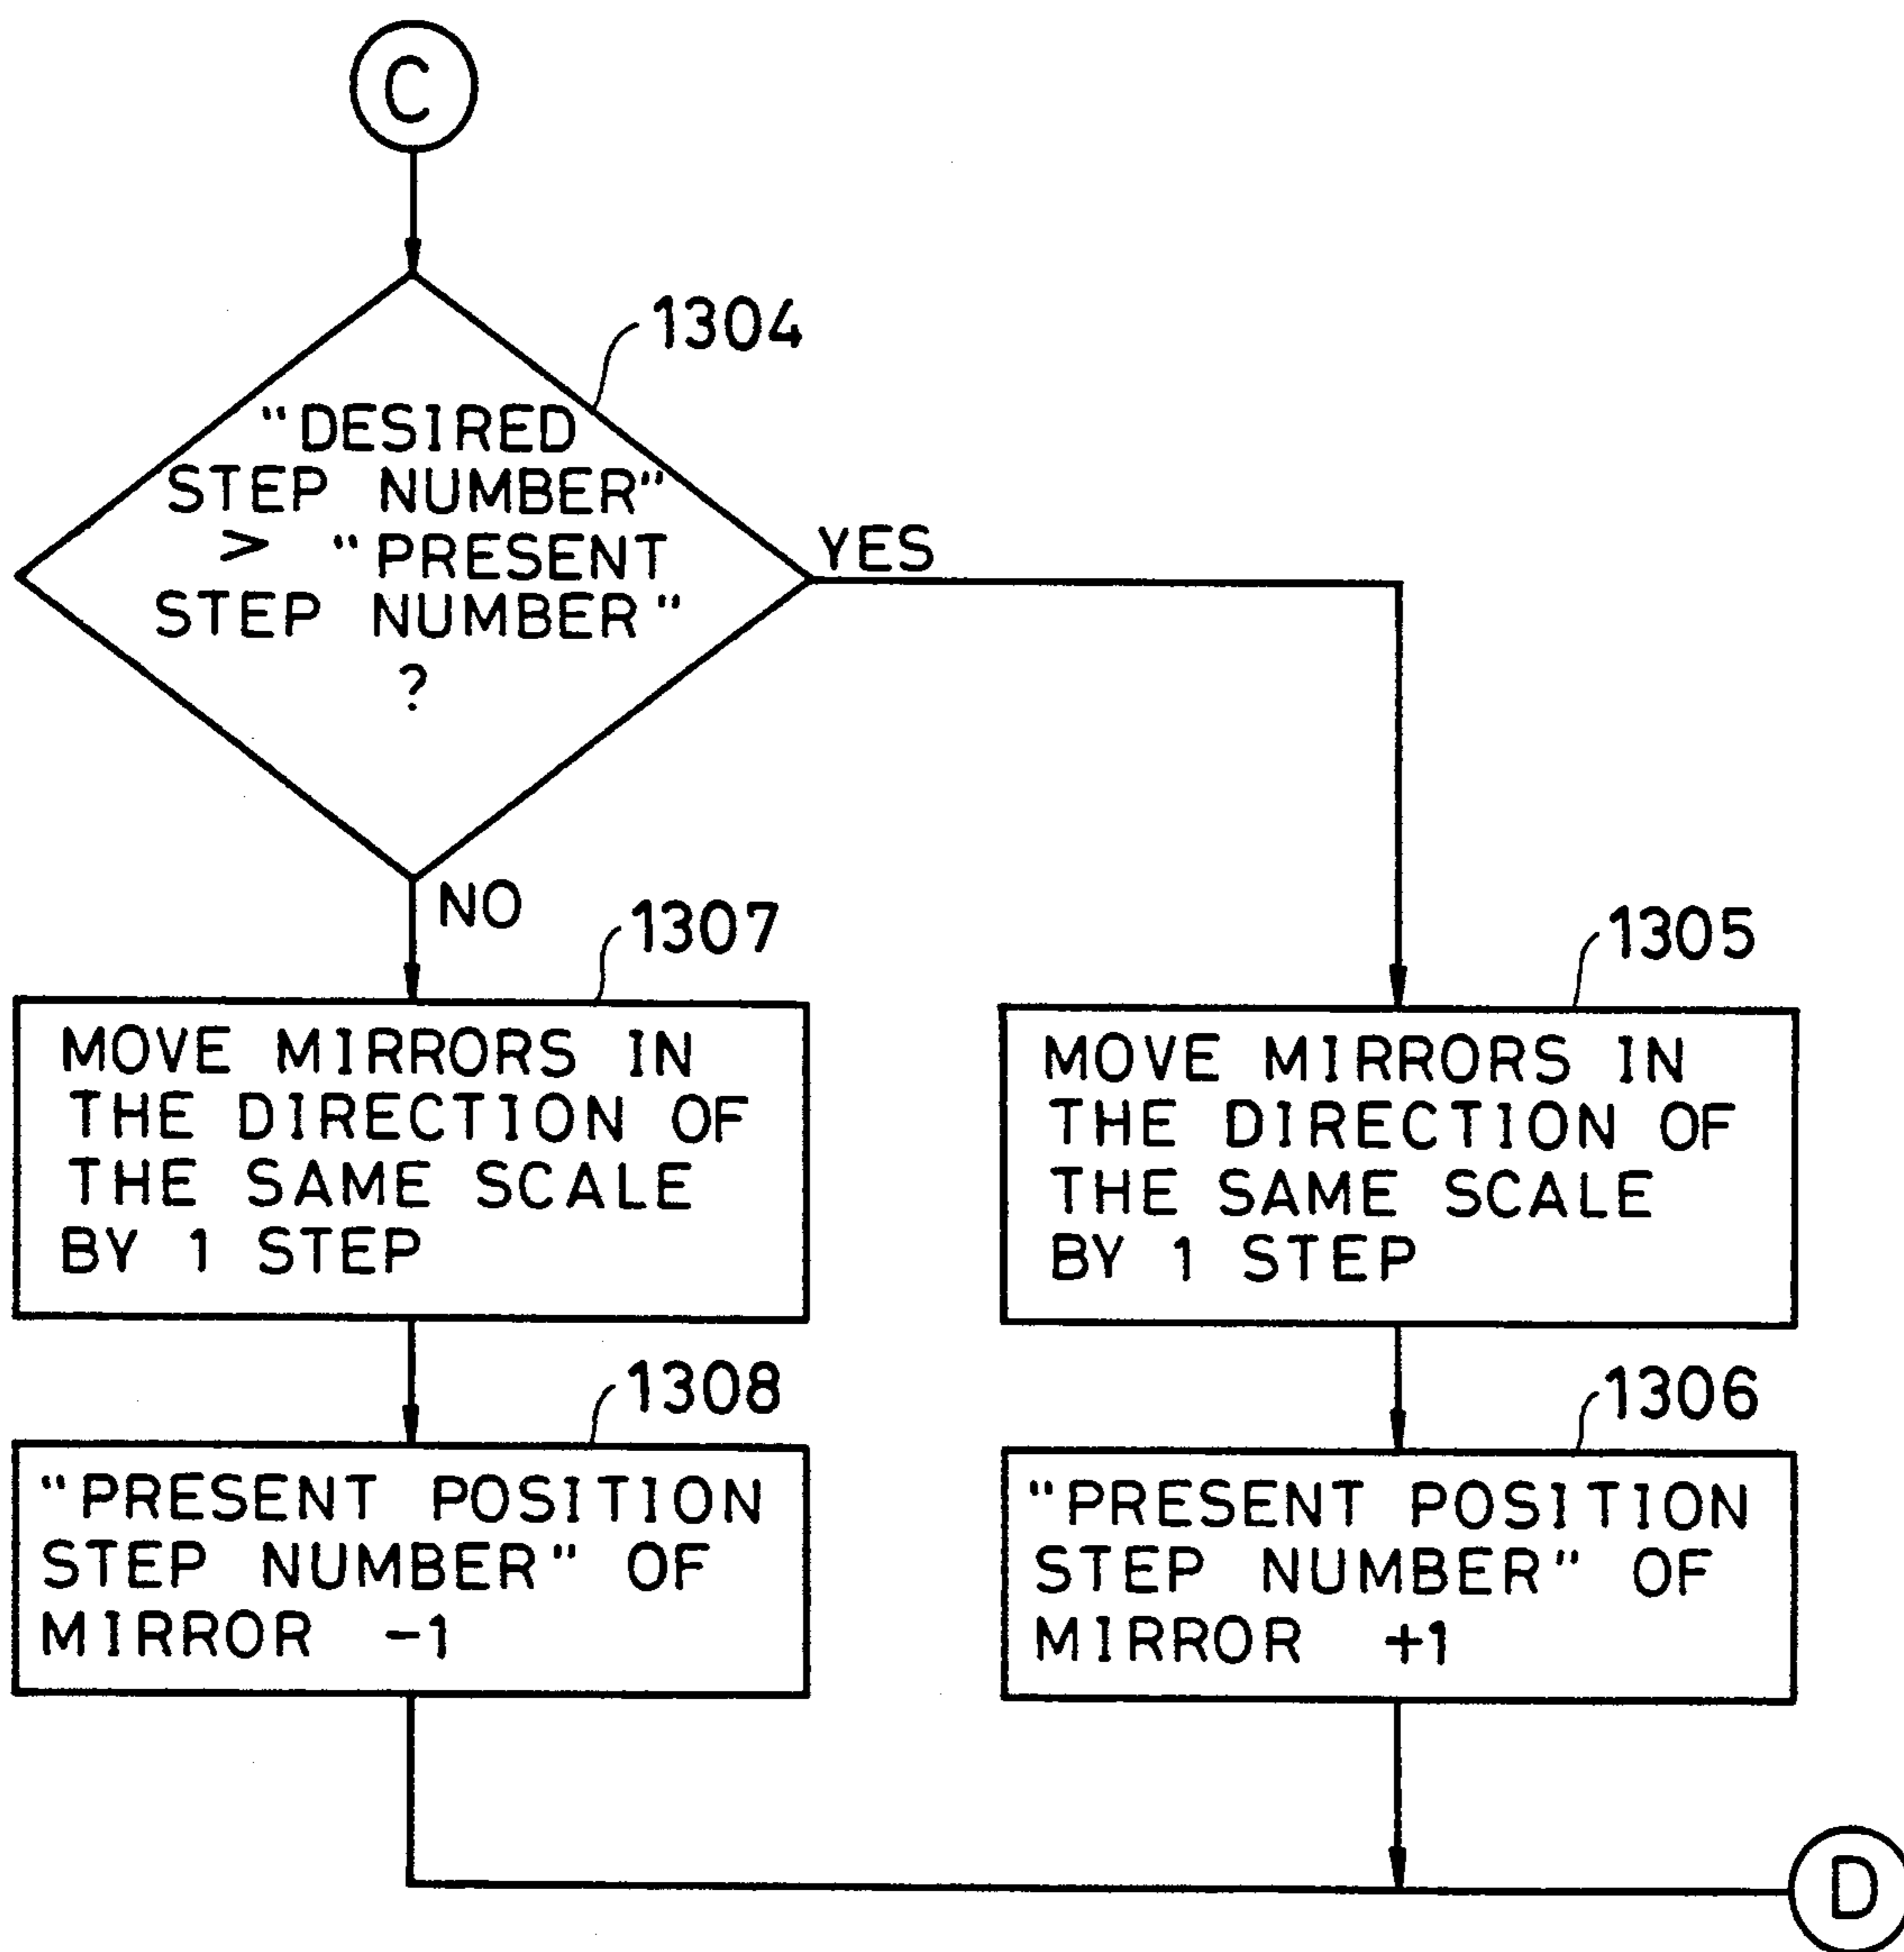 C
1304
"DESIRED
STEP NUMBER"
> "PRESENT
STEP NUMBER"
?
YES
NO
1307
MOVE MIRRORS IN
THE DIRECTION OF
THE SAME SCALE
BY 1 STEP
1305
MOVE MIRRORS IN
THE DIRECTION OF
THE SAME SCALE
BY 1 STEP
1308
"PRESENT POSITION
STEP NUMBER" OF
MIRROR -1
1306
"PRESENT POSITION
STEP NUMBER" OF
MIRROR +1
D